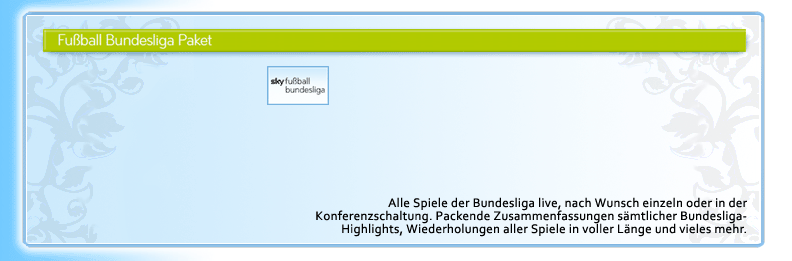 Fußball Bundesliga Paket
sky fußball
bundesliga
Alle Spiele der Bundesliga live, nach Wunsch einzeln oder in der
Konferenzschaltung. Packende Zusammenfassungen sämtlicher Bundesliga-
Highlights, Wiederholungen aller Spiele in voller Länge und vieles mehr.